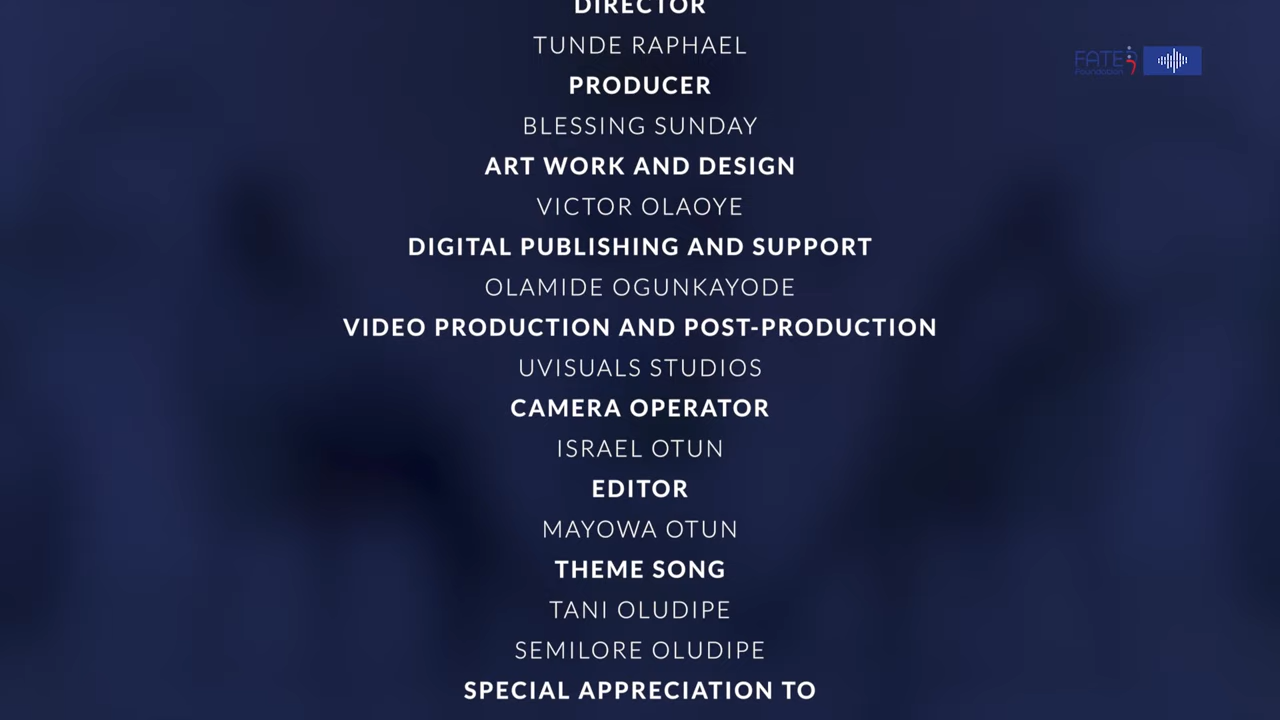 DIRECTOR
TUNDE RAPHAEL
FATE
Foundation
PRODUCER
BLESSING SUNDAY
ART WORK AND DESIGN
VICTOR OLAOYE
DIGITAL PUBLISHING AND SUPPORT
OLAMIDE OGUNKAYODE
VIDEO PRODUCTION AND POST-PRODUCTION
UVISUALS STUDIOS
CAMERA OPERATOR
ISRAEL OTUN
EDITOR
MAYOWA OTUN
THEME SONG
TANI OLUDIPE
SEMILORE OLUDIPE
SPECIAL APPRECIATION TO